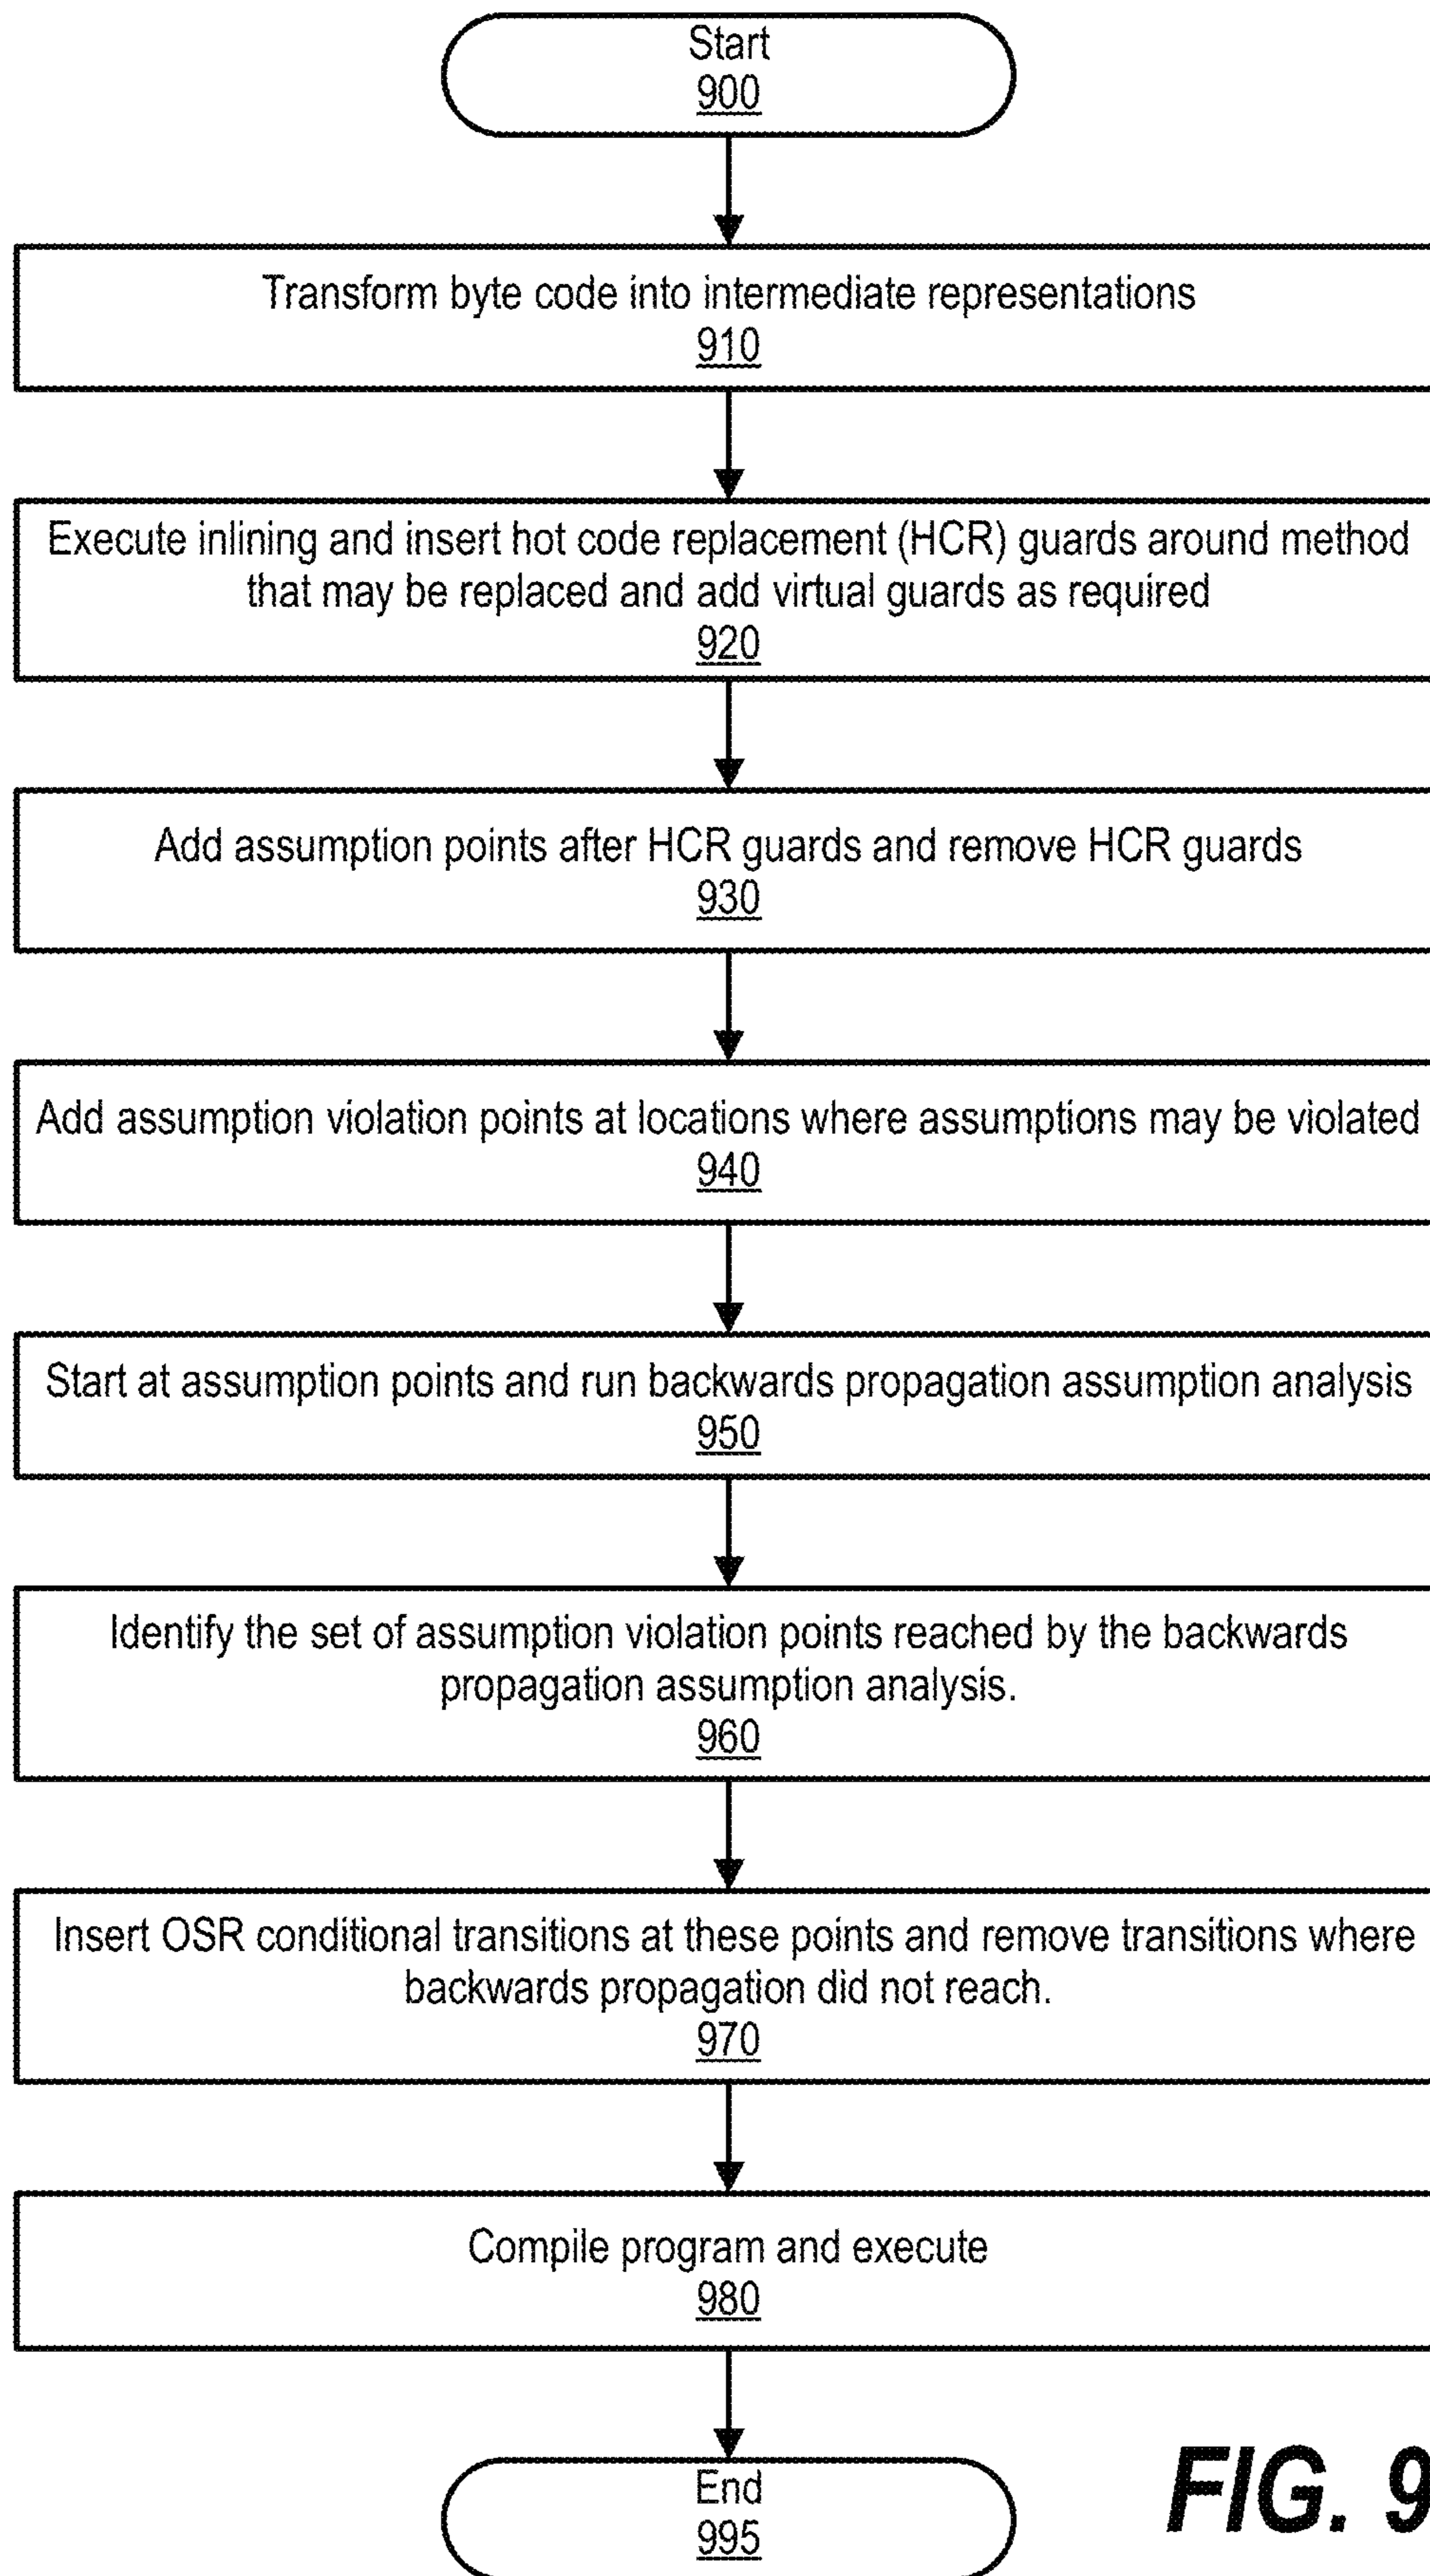 Start
900
Transform byte code into intermediate representations
910
Execute inlining and insert hot code replacement (HCR) guards around method
that may be replaced and add virtual guards as required
920
Add assumption points after HCR guards and remove HCR guards
930
Add assumption violation points at locations where assumptions may be violated
940
Start at assumption points and run backwards propagation assumption analysis
950
Identify the set of assumption violation points reached by the backwards
propagation assumption analysis.
960
Insert OSR conditional transitions at these points and remove transitions where
backwards propagation did not reach.
970
Compile program and execute
980
End
995
FIG. 9